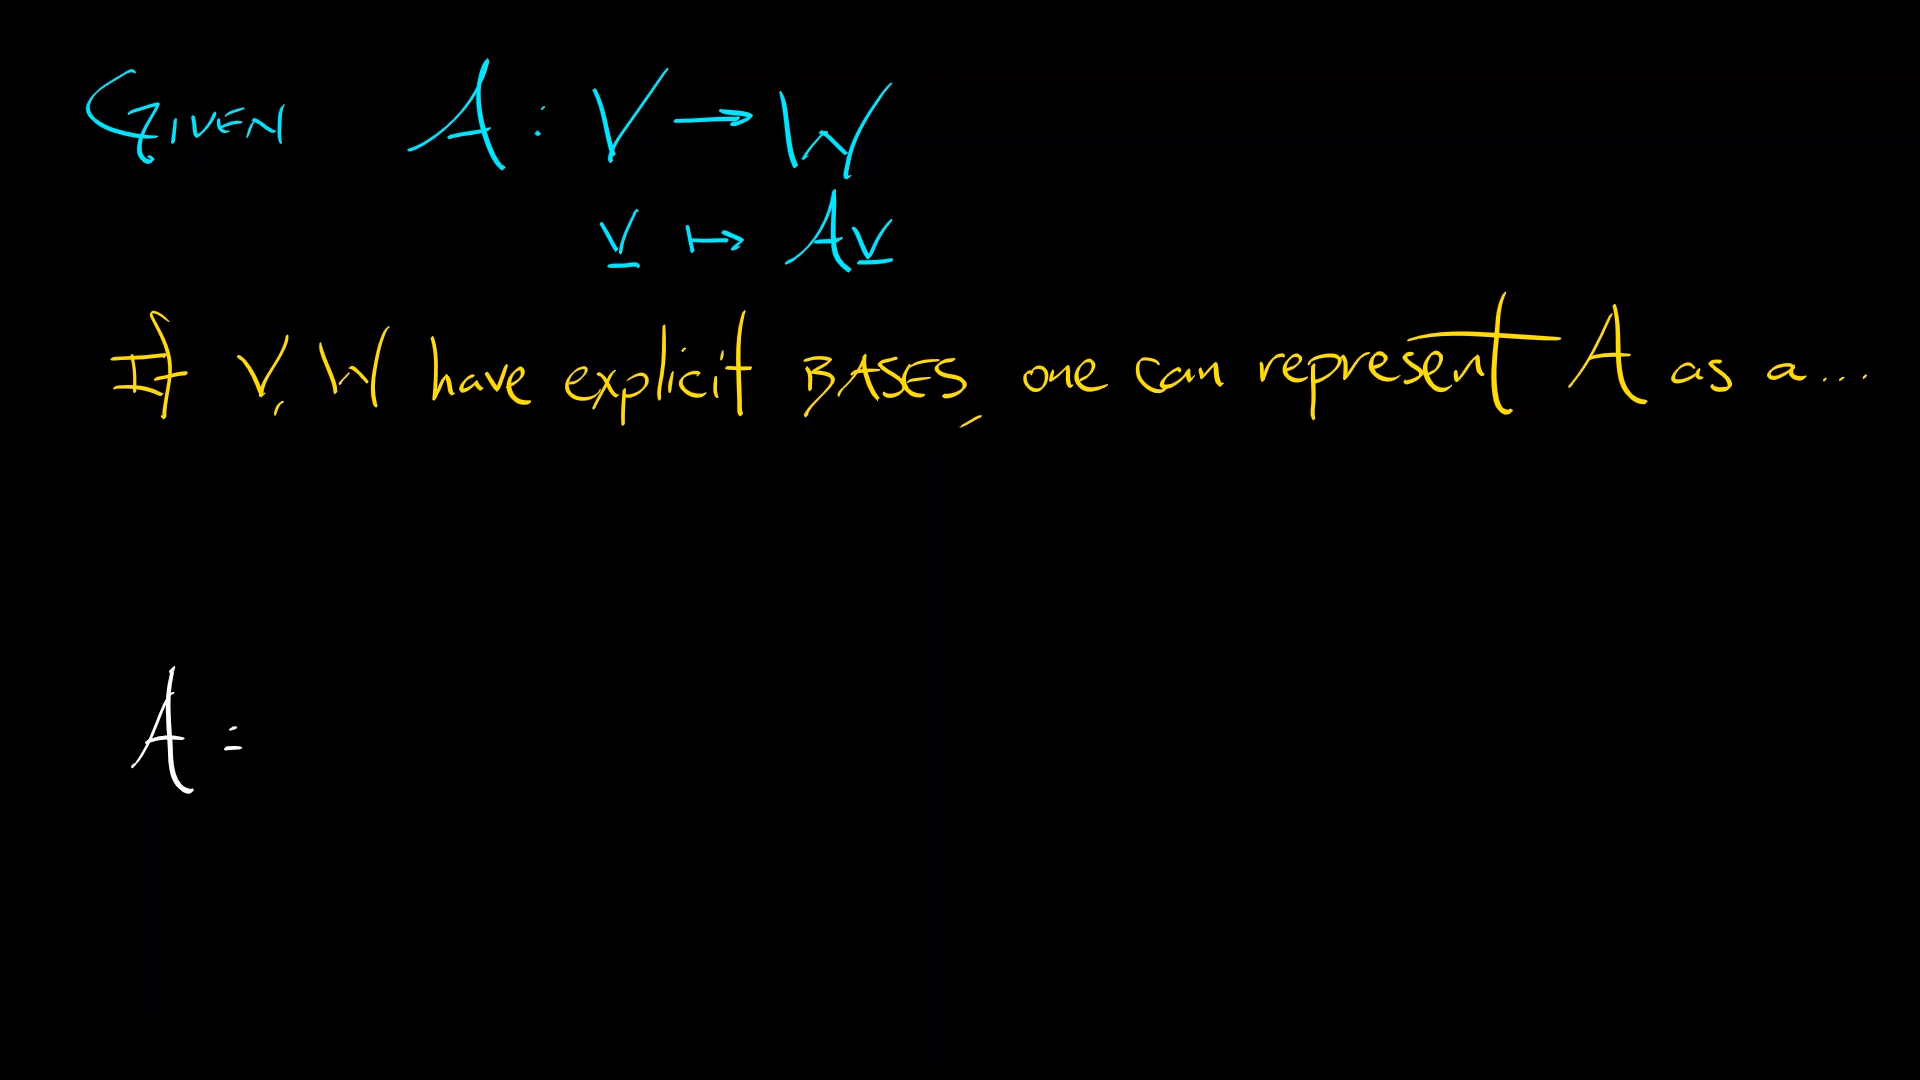 GIVEN A : V → W
v ↦ Av
If V, W have explicit BASES, one can represent A as a...
A =